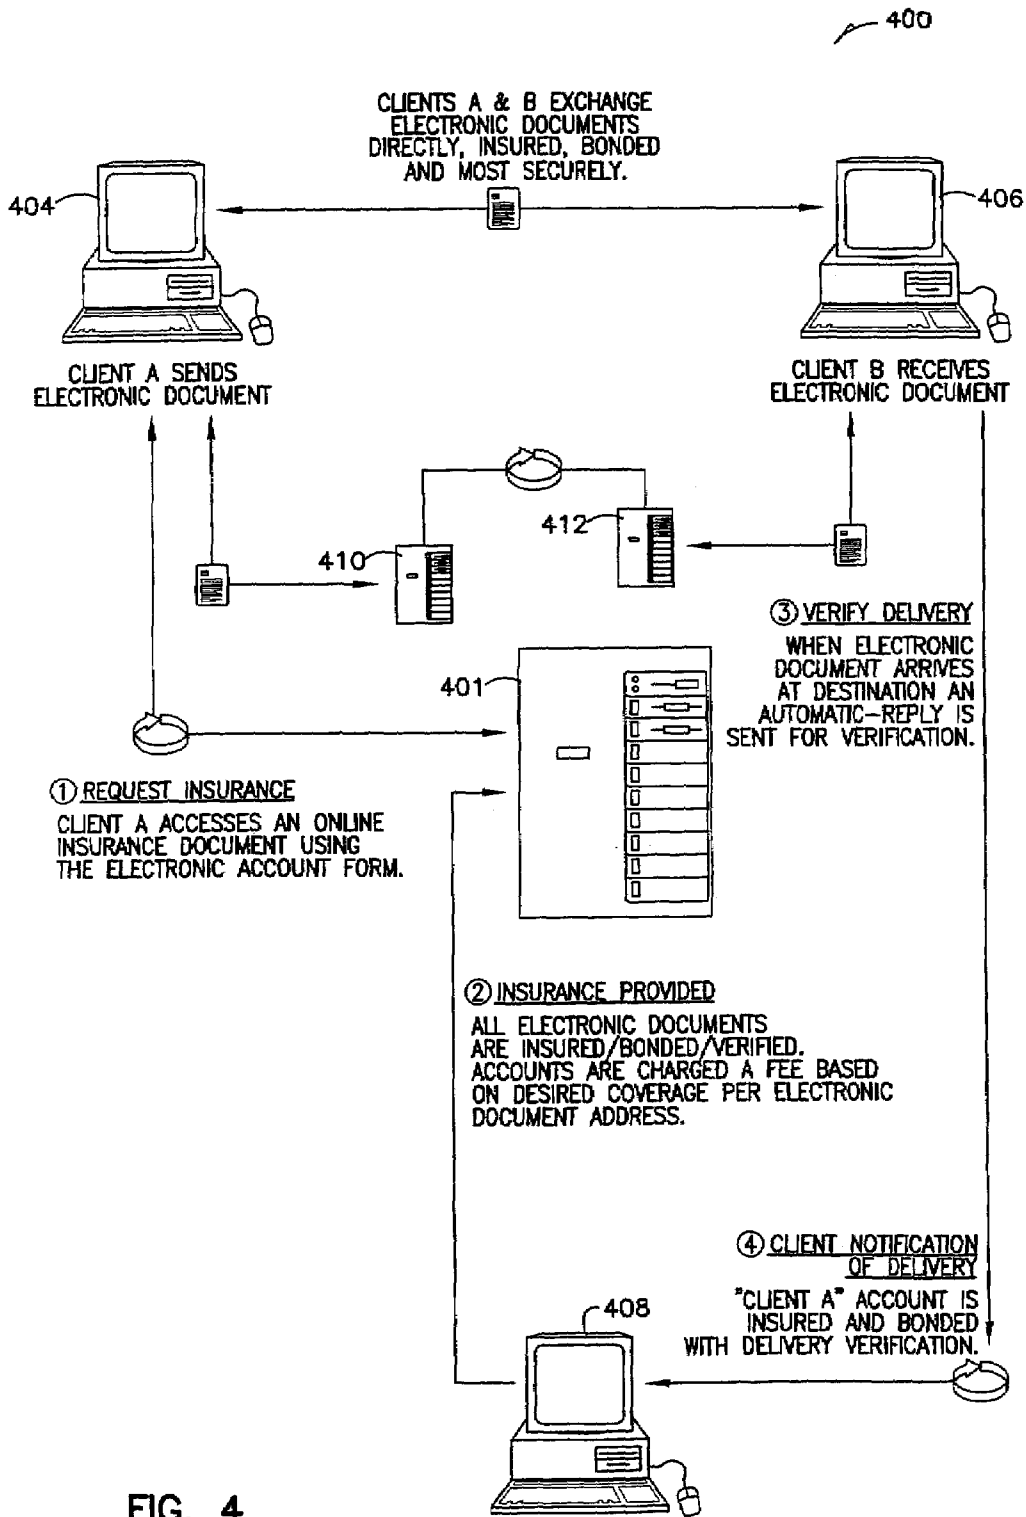 400
CLIENTS A & B EXCHANGE
ELECTRONIC DOCUMENTS
DIRECTLY, INSURED, BONDED
AND MOST SECURELY.
404
406
CLIENT A SENDS
ELECTRONIC DOCUMENT
CLIENT B RECEIVES
ELECTRONIC DOCUMENT
410
412
401
③ VERIFY DELIVERY
WHEN ELECTRONIC
DOCUMENT ARRIVES
AT DESTINATION AN
AUTOMATIC-REPLY IS
SENT FOR VERIFICATION.
① REQUEST INSURANCE
CLIENT A ACCESSES AN ONLINE
INSURANCE DOCUMENT USING
THE ELECTRONIC ACCOUNT FORM.
② INSURANCE PROVIDED
ALL ELECTRONIC DOCUMENTS
ARE INSURED/BONDED/VERIFIED.
ACCOUNTS ARE CHARGED A FEE BASED
ON DESIRED COVERAGE PER ELECTRONIC
DOCUMENT ADDRESS.
④ CLIENT NOTIFICATION
OF DELIVERY
"CLIENT A" ACCOUNT IS
INSURED AND BONDED
WITH DELIVERY VERIFICATION.
408
FIG. 4